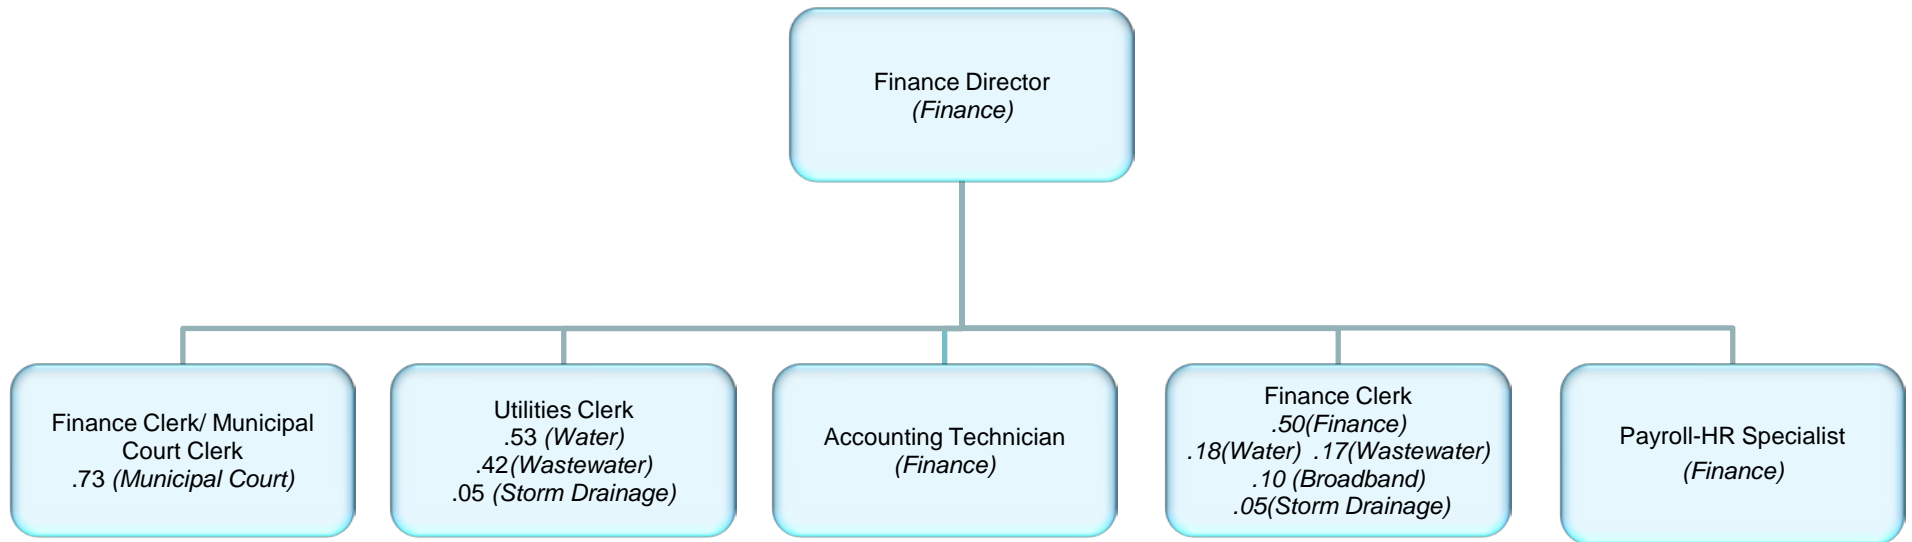 Finance Director
(Finance)
Finance Clerk/ Municipal
Court Clerk
.73 (Municipal Court)
Utilities Clerk
.53 (Water)
.42(Wastewater)
.05 (Storm Drainage)
Accounting Technician
(Finance)
Finance Clerk
.50(Finance)
.18(Water) .17(Wastewater)
.10 (Broadband)
.05(Storm Drainage)
Payroll-HR Specialist
(Finance)